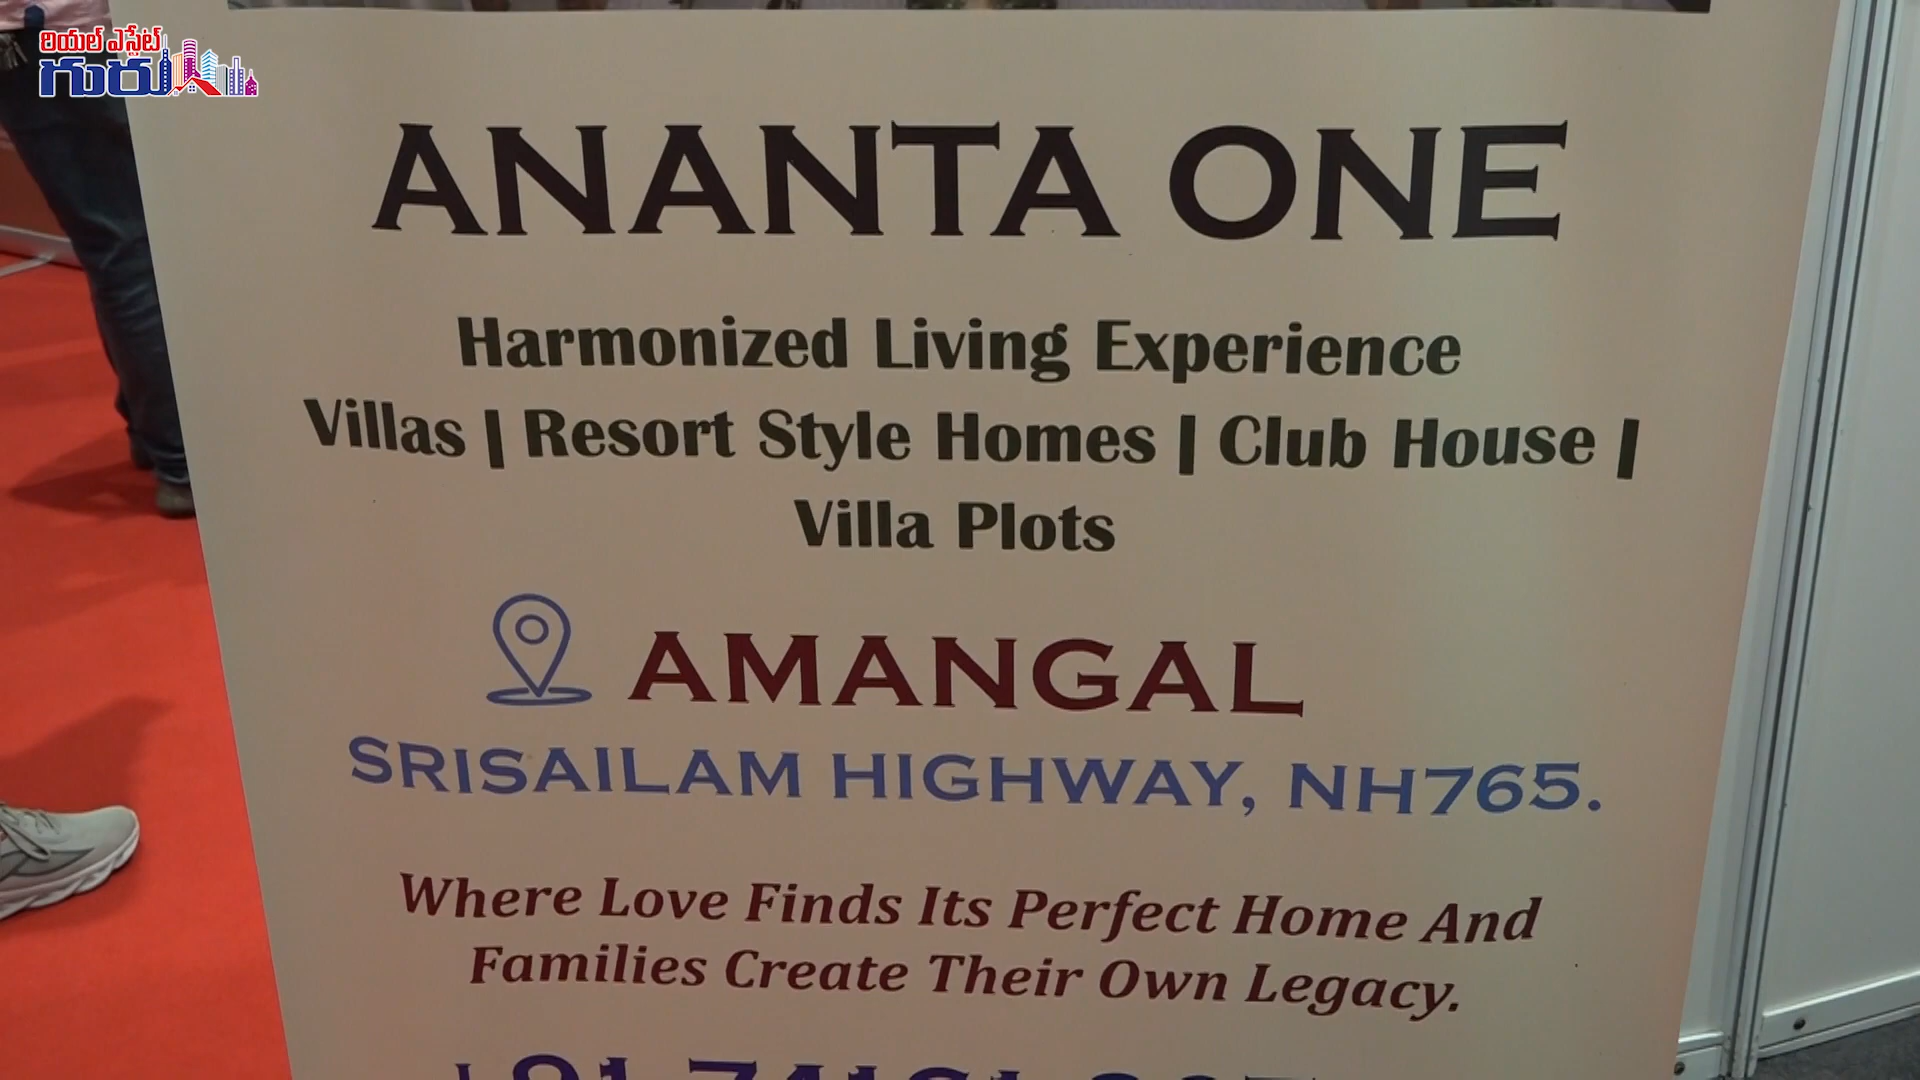 రియల్ ఎస్టేట్
గురు
ANANTA ONE
Harmonized Living Experience
Villas | Resort Style Homes | Club House |
Villa Plots
AMANGAL
SRISAILAM HIGHWAY, NH765.
Where Love Finds Its Perfect Home And
Families Create Their Own Legacy.